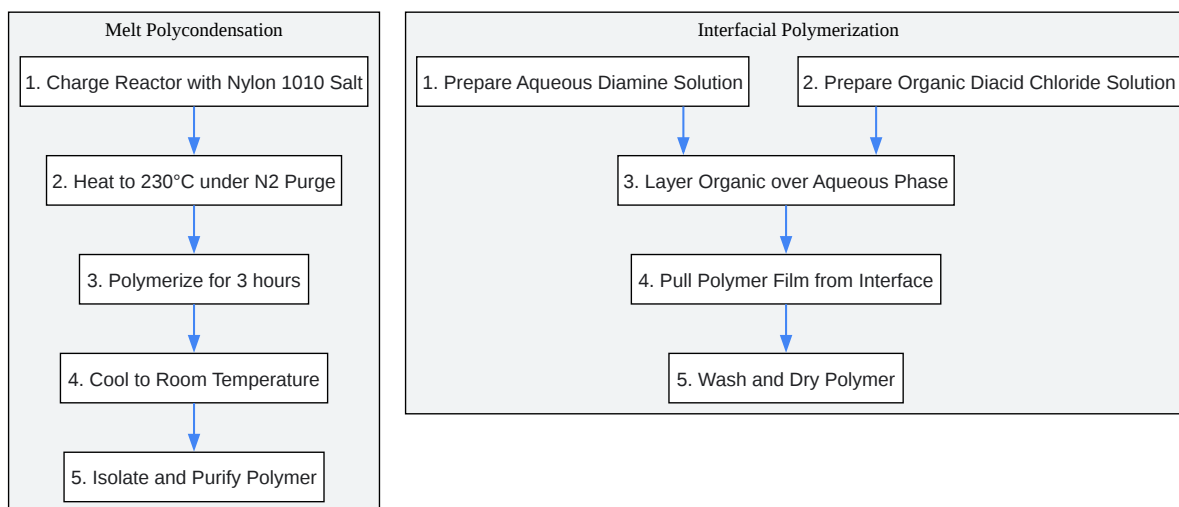 Melt Polycondensation
1. Charge Reactor with Nylon 1010 Salt
2. Heat to 230°C under N2 Purge
3. Polymerize for 3 hours
4. Cool to Room Temperature
5. Isolate and Purify Polymer
Interfacial Polymerization
1. Prepare Aqueous Diamine Solution
2. Prepare Organic Diacid Chloride Solution
3. Layer Organic over Aqueous Phase
4. Pull Polymer Film from Interface
5. Wash and Dry Polymer